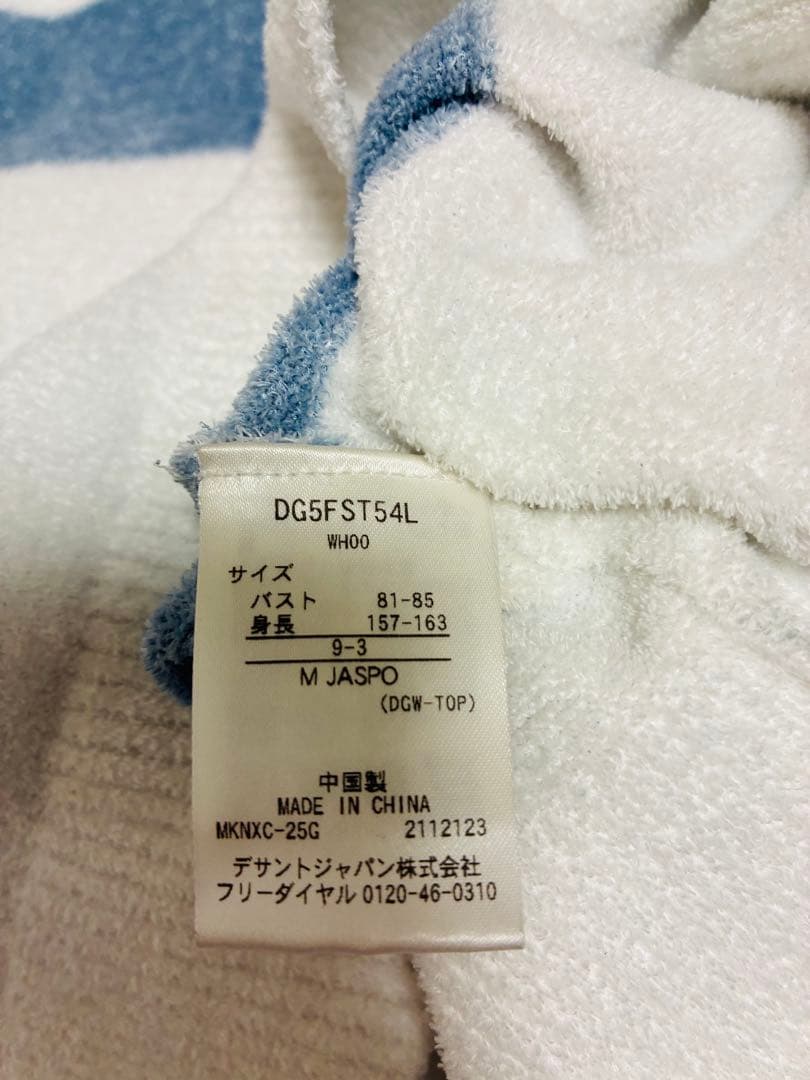 DG5FST54L
WH00
サイズ
バスト 81-85
身長 157-163
9-3
M JASPO
(DGW-TOP)
中国製
MADE IN CHINA
MKNXC-25G 2112123
デサントジャパン株式会社
フリーダイヤル 0120-46-0310